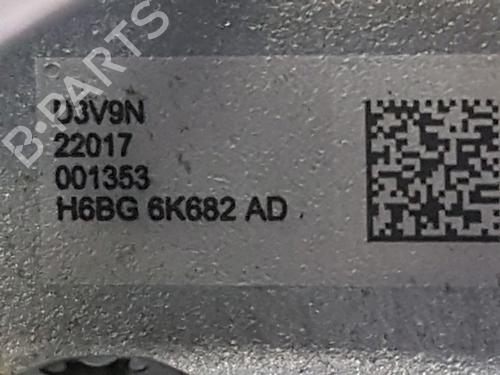 B-PARTS
U3V9N
22017
001353
H6BG 6K682 AD